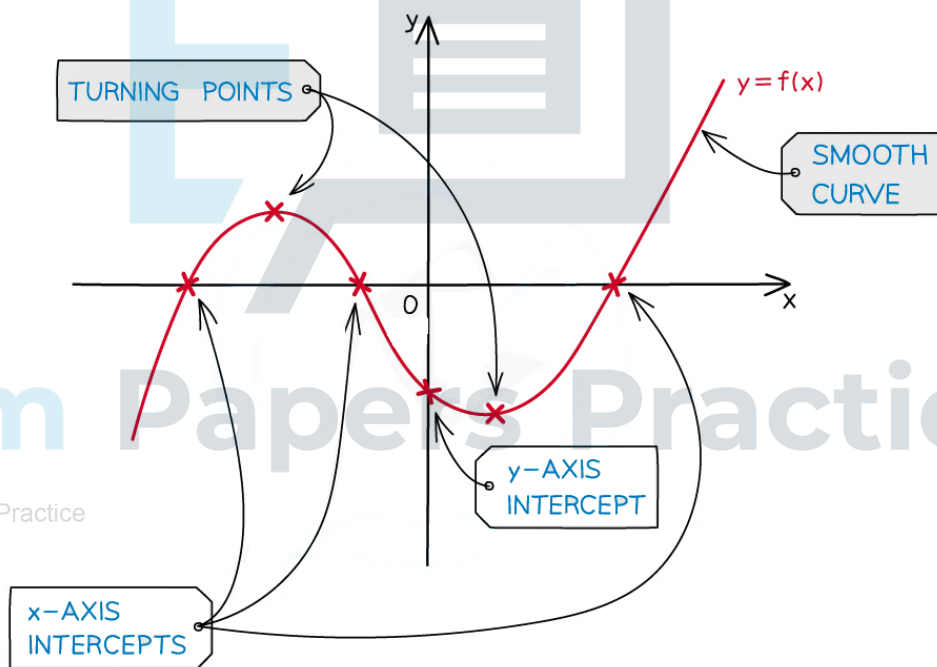 y
TURNING POINTS
y=f(x)
SMOOTH
CURVE
0
x
m Papers Practic
y-AXIS
INTERCEPT
Practice
x-AXIS
INTERCEPTS